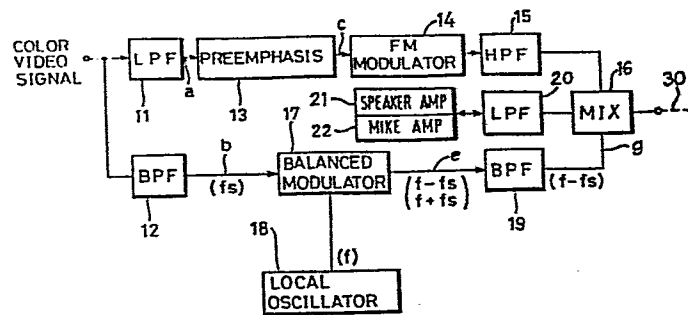 COLOR
VIDEO
SIGNAL
LPF
11
a
PREEMPHASIS
13
c
14
FM
MODULATOR
15
HPF
16
MIX
30
20
LPF
21
SPEAKER AMP
22
MIKE AMP
17
BALANCED
MODULATOR
b
(fs)
BPF
12
e
(f-fs)
(f+fs)
BPF
19
(f-fs)
g
18
(f)
LOCAL
OSCILLATOR